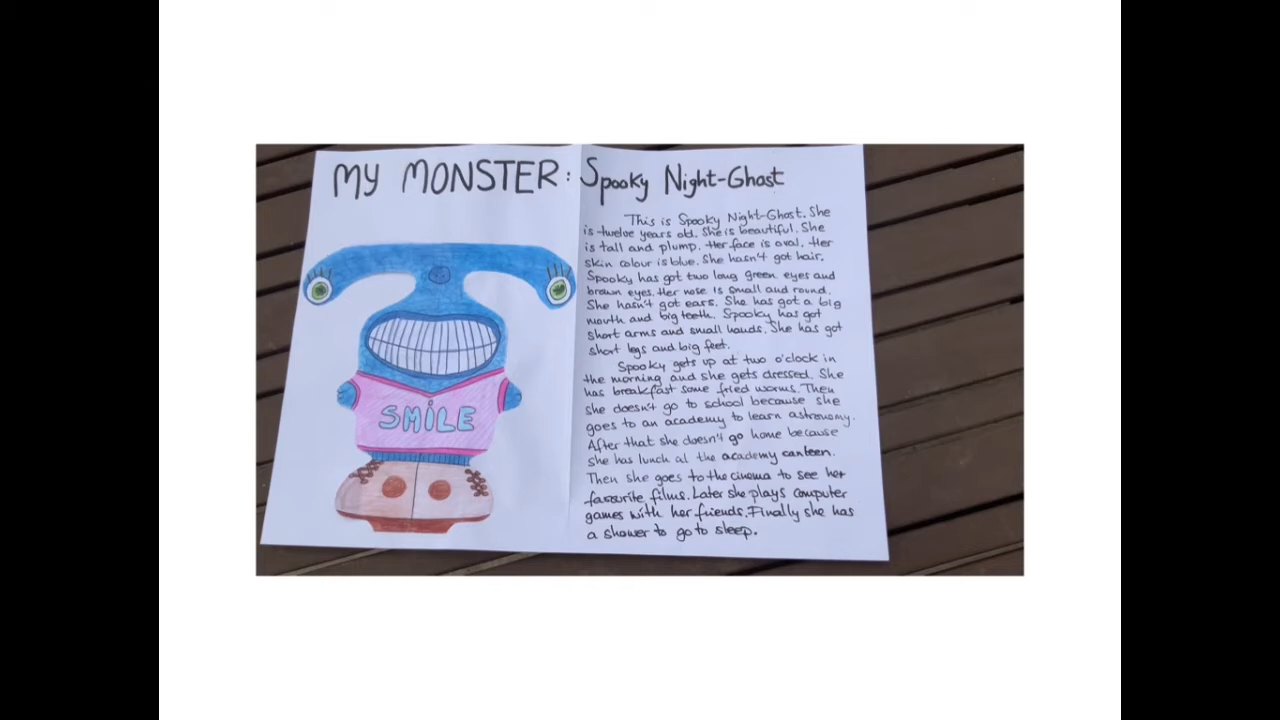 MY MONSTER: Spooky Night-Ghost
This is Spooky Night-Ghost. She
is twelve years old. She is beautiful. She
is tall and plump. Her face is oval. Her
skin colour is blue. She hasn't got hair.
Spooky has got two long green eyes and
brown eyes. Her nose is small and round.
She hasn't got ears. She has got a big
mouth and big teeth. Spooky has got
short arms and small hands. She has got
short legs and big feet.
Spooky gets up at two o'clock in
the morning and she gets dressed. She
has breakfast some fried worms. Then
she doesn't go to school because she
goes to an academy to learn astronomy.
After that she doesn't go home because
she has lunch at the academy canteen.
Then she goes to the cinema to see her
favourite films. Later she plays computer
games with her friends. Finally she has
a shower to go to sleep.
SMILE